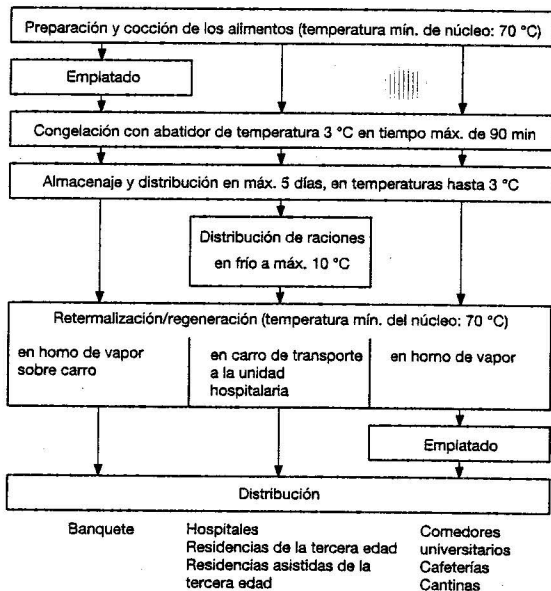 Preparación y cocción de los alimentos (temperatura mín. de núcleo: 70 °C)
Emplatado
Congelación con abatidor de temperatura 3 °C en tiempo máx. de 90 min
Almacenaje y distribución en máx. 5 días, en temperaturas hasta 3 °C
Distribución de raciones
en frío a máx. 10 °C
Retermalización/regeneración (temperatura mín. del núcleo: 70 °C)
en horno de vapor
sobre carro
en carro de transporte
a la unidad
hospitalaria
en horno de vapor
Emplatado
Distribución
Banquete
Hospitales
Residencias de la tercera edad
Residencias asistidas de la
tercera edad
Comedores
universitarios
Cafeterías
Cantinas